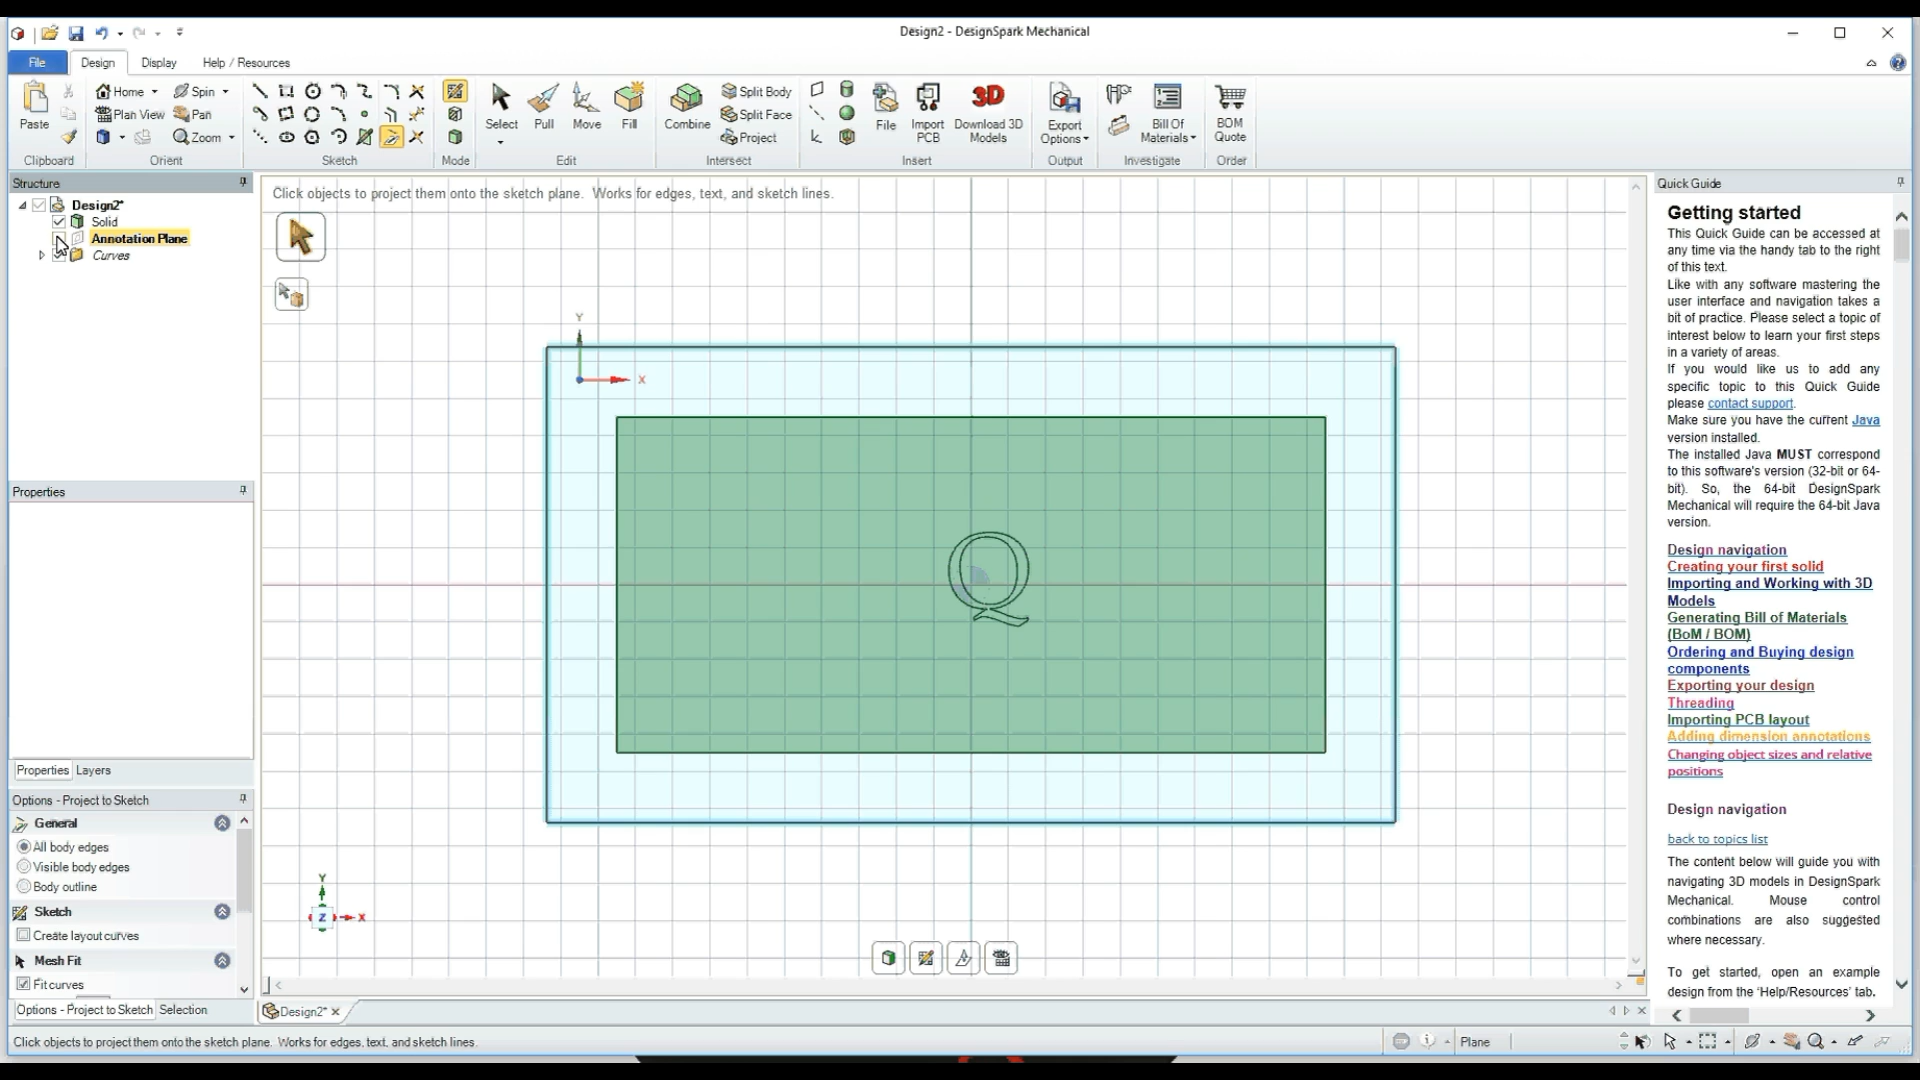 Design2 - DesignSpark Mechanical
File Design Display Help / Resources
Paste
Clipboard
Home Spin
Plan View Pan
Zoom
Orient
Sketch
Mode
Select Pull Move Fill
Edit
Combine
Split Body
Split Face
Project
Intersect
File Import PCB Download 3D Models
3D
Insert
Export Options
Output
Bill Of Materials
Investigate
BOM Quote
Order
Structure
Design2*
Solid
Annotation Plane
Curves
Properties
Properties Layers
Options - Project to Sketch
General
All body edges
Visible body edges
Body outline
Sketch
Create layout curves
Mesh Fit
Fit curves
Options - Project to Sketch Selection
Click objects to project them onto the sketch plane. Works for edges, text, and sketch lines.
Y
X
Q
Y
Z X
Design2*
Quick Guide
Getting started
This Quick Guide can be accessed at
any time via the handy tab to the right
of this text.
Like with any software mastering the
user interface and navigation takes a
bit of practice. Please select a topic of
interest below to learn your first steps
in a variety of areas.
If you would like us to add any
specific topic to this Quick Guide
please contact support.
Make sure you have the current Java
version installed.
The installed Java MUST correspond
to this software's version (32-bit or 64-
bit). So, the 64-bit DesignSpark
Mechanical will require the 64-bit Java
version.
Design navigation
Creating your first solid
Importing and Working with 3D
Models
Generating Bill of Materials
(BoM / BOM)
Ordering and Buying design
components
Exporting your design
Threading
Importing PCB layout
Adding dimension annotations
Changing object sizes and relative
positions
Design navigation
back to topics list
The content below will guide you with
navigating 3D models in DesignSpark
Mechanical. Mouse control
combinations are also suggested
where necessary.
To get started, open an example
design from the 'Help/Resources' tab.
Click objects to project them onto the sketch plane. Works for edges, text, and sketch lines.
Plane